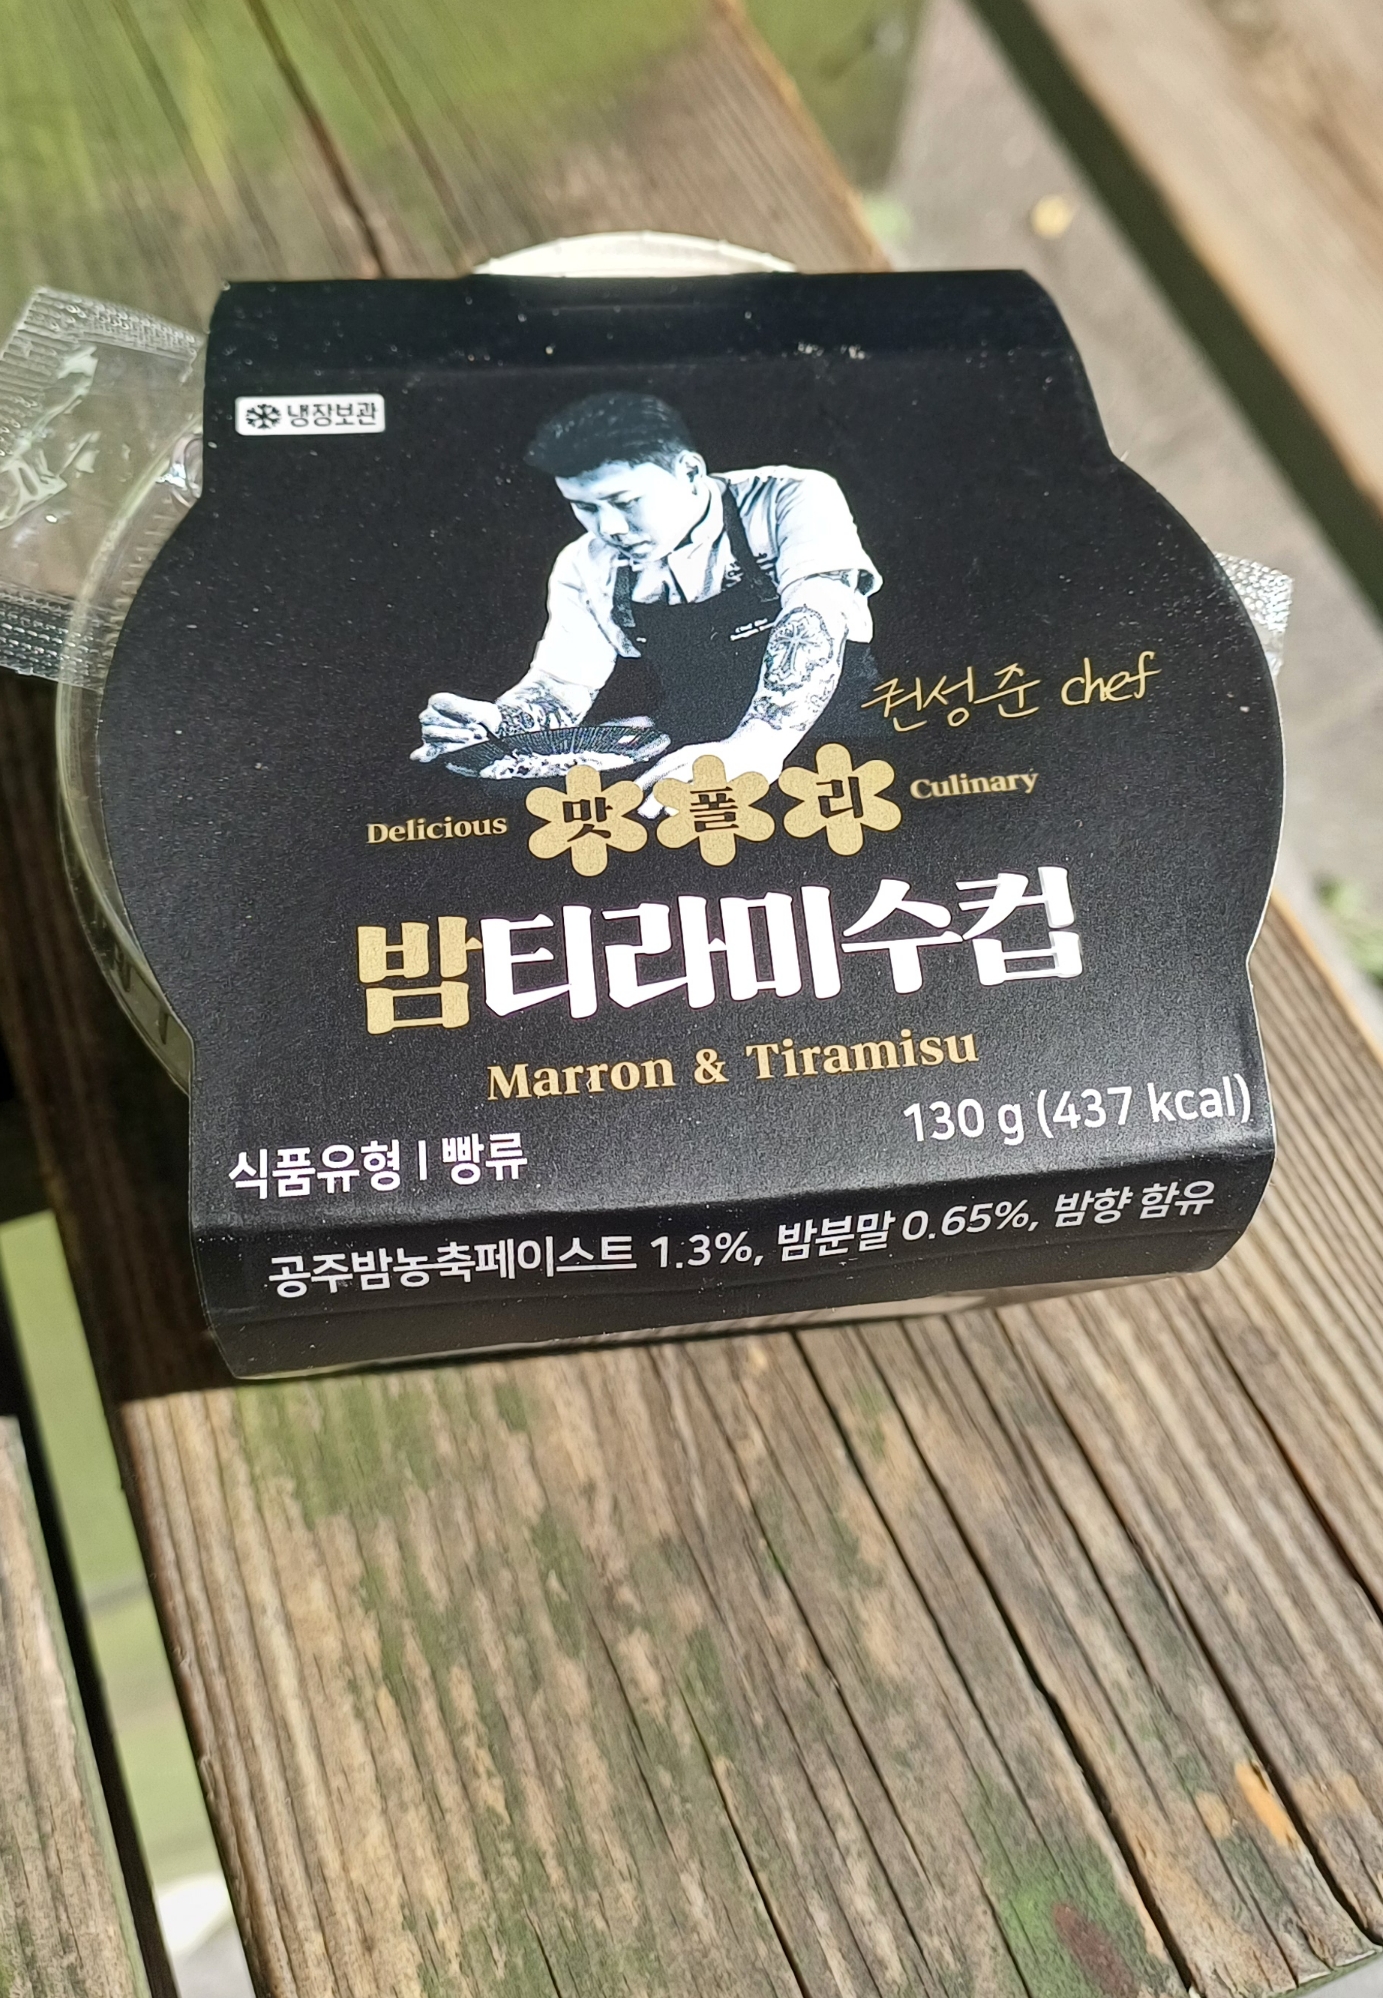 냉장보관
권성준 chef
Delicious 맛폴리 Culinary
밤티라미수컵
Marron & Tiramisu
130 g (437 kcal)
식품유형 | 빵류
공주밤농축페이스트 1.3%, 밤분말 0.65%, 밤향 함유